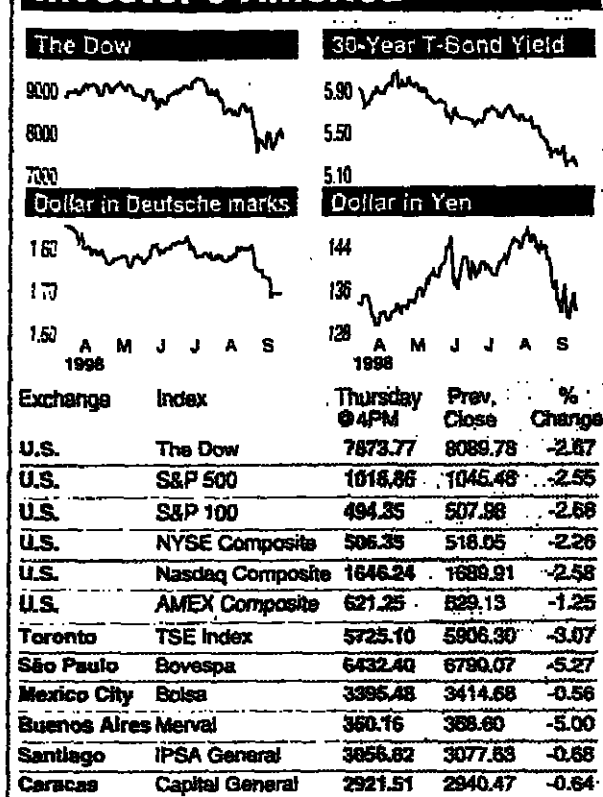 Investor's America
The Dow
9000
8000
7000
30-Year T-Bond Yield
5.90
5.50
5.10
Dollar in Deutsche marks
1.80
1.70
1.60
A M J J A S
1998
Dollar in Yen
144
136
128
A M J J A S
1998
Exchange Index Thursday @4PM Prev. Close % Change
U.S. The Dow 7873.77 8089.78 -2.67
U.S. S&P 500 1018.86 1045.48 -2.55
U.S. S&P 100 494.35 507.98 -2.68
U.S. NYSE Composite 506.35 518.05 -2.26
U.S. Nasdaq Composite 1646.24 1689.91 -2.58
U.S. AMEX Composite 621.25 629.13 -1.25
Toronto TSE Index 5725.10 5906.30 -3.07
São Paulo Bovespa 6432.40 6790.07 -5.27
Mexico City Bolsa 3395.48 3414.68 -0.56
Buenos Aires Merval 350.16 368.60 -5.00
Santiago IPSA General 3056.82 3077.63 -0.68
Caracas Capital General 2921.51 2940.47 -0.64